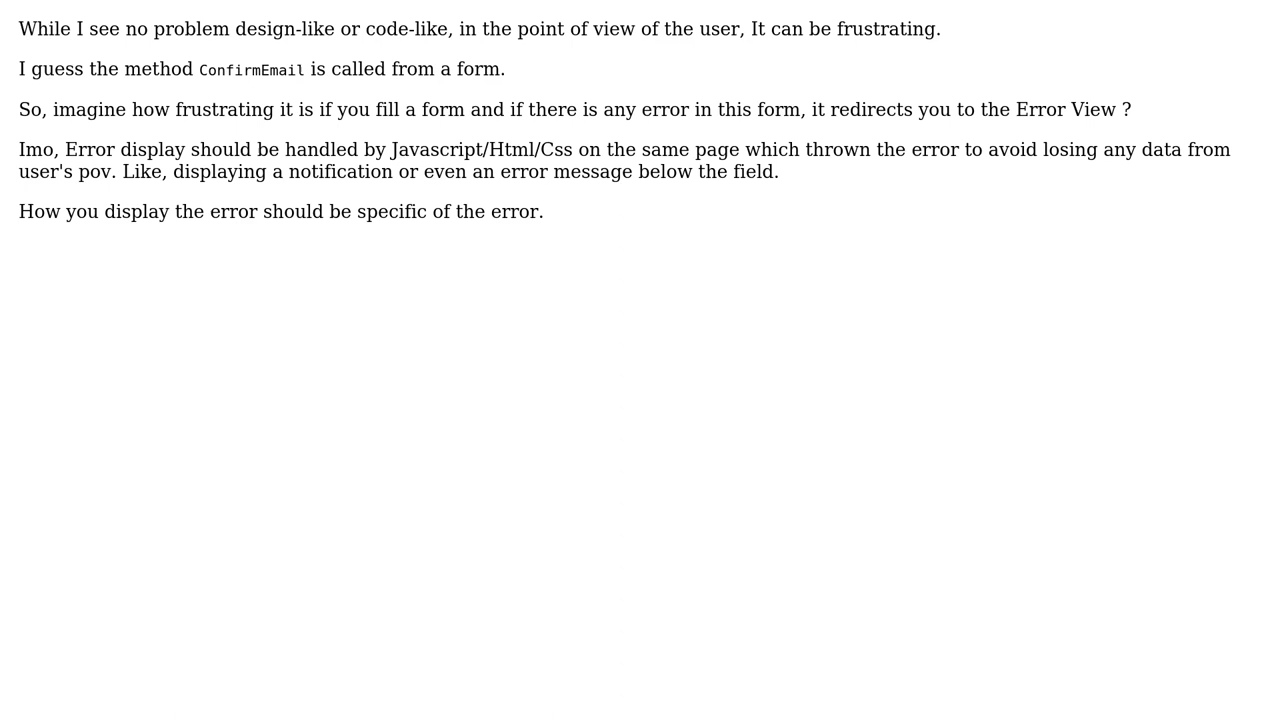 While I see no problem design-like or code-like, in the point of view of the user, It can be frustrating.
I guess the method ConfirmEmail is called from a form.
So, imagine how frustrating it is if you fill a form and if there is any error in this form, it redirects you to the Error View ?
Imo, Error display should be handled by Javascript/Html/Css on the same page which thrown the error to avoid losing any data from
user's pov. Like, displaying a notification or even an error message below the field.
How you display the error should be specific of the error.